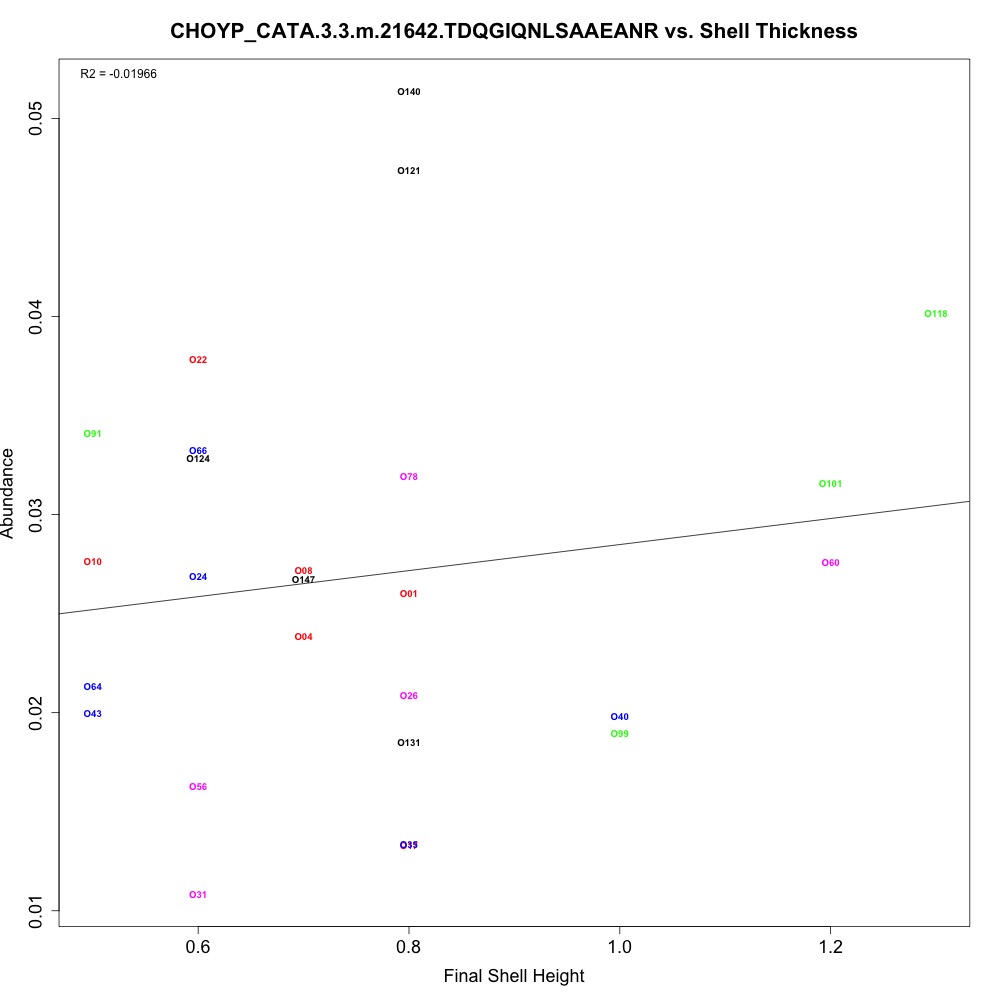 CHOYP_CATA.3.3.m.21642.TDQGIQNLSAAEANR vs. Shell Thickness
R2 = -0.01966
O140
0.05
O121
O118
0.04
O22
O91
O66
O124
O78
O101
0.03
O10
O60
O08
O24
O147
O01
O04
O64
O26
O43
0.02
O40
O99
O131
O56
O31
0.01
Abundance
0.6
0.8
1.0
1.2
Final Shell Height